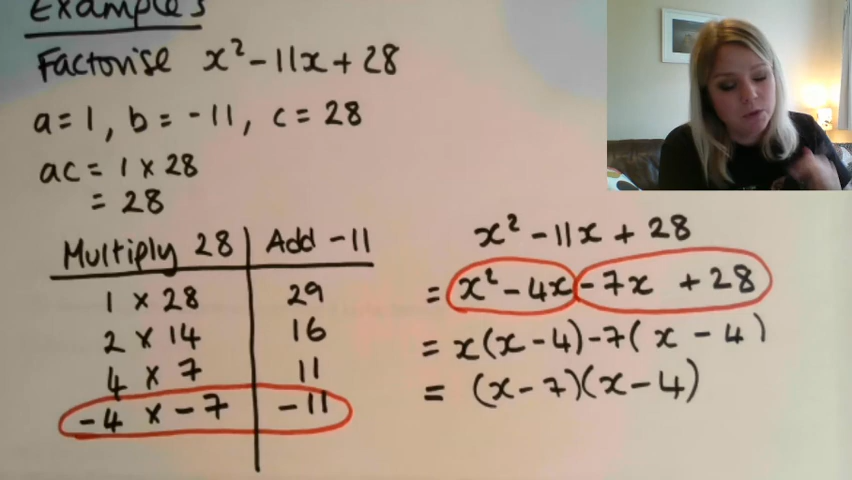 Examples
Factorise x² - 11x + 28
a = 1, b = -11, c = 28
ac = 1 x 28
= 28
Multiply 28 | Add -11
1 x 28 | 29
2 x 14 | 16
4 x 7 | 11
-4 x -7 | -11
x² - 11x + 28
= x² - 4x - 7x + 28
= x(x - 4) - 7(x - 4)
= (x - 7)(x - 4)